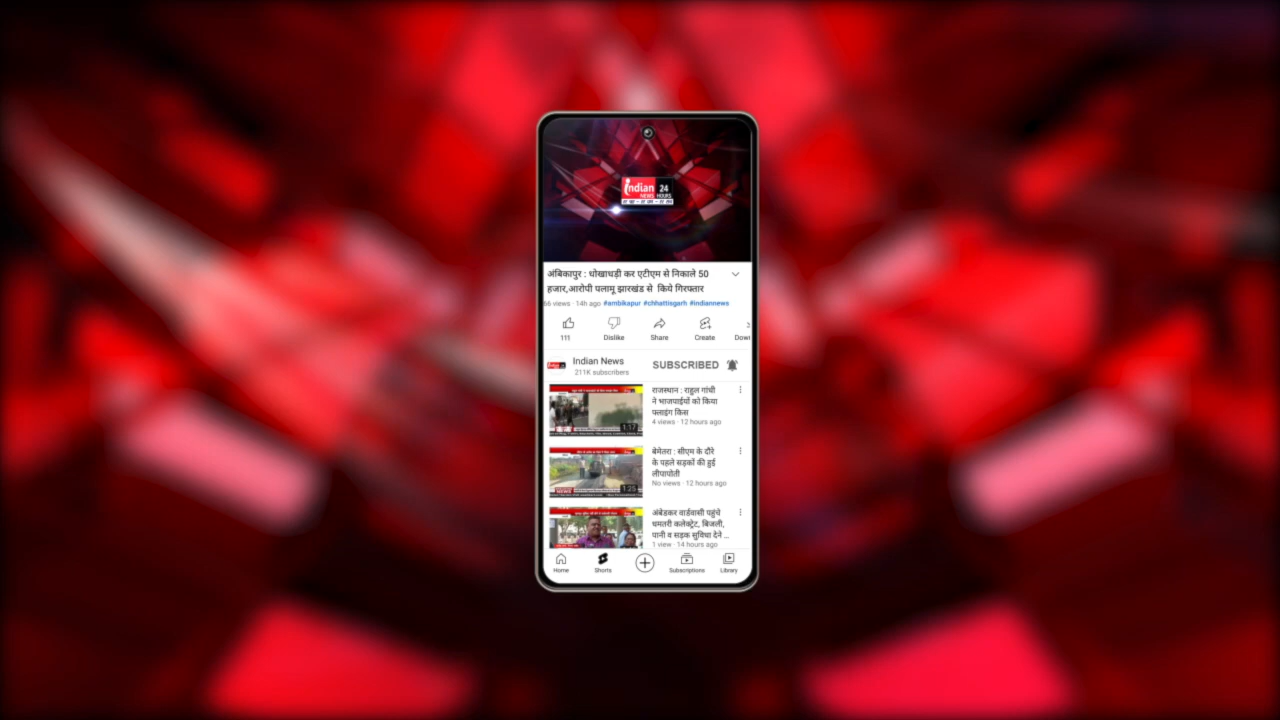 Indian 24
NEWS HOURS
अंबिकापुर : धोखाधड़ी कर एटीएम से निकाले 50
हजार,आरोपी पलामू झारखंड से किये गिरफ्तार
66 views · 14h ago #ambikapur #chhattisgarh #indiannews
111 Dislike Share Create
Indian News
211K subscribers
SUBSCRIBED
राजस्थान : राहुल गांधी
ने भाजपाईयों को किया
फ्लाइंग किस
4 views · 12 hours ago
1:17
बेमेतरा : सीएम के दौरे
के पहले सड़कों की हुई
लीपापोती
No views · 12 hours ago
1:25
अंबेडकर वार्डवासी पहुंचे
धमतरी कलेक्ट्रेट, बिजली,
पानी व सड़क सुविधा देने ...
1 view · 14 hours ago
Home Shorts Subscriptions Library